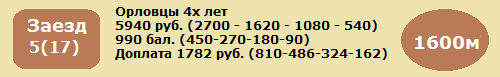 Заезд
5(17)
Орловцы 4х лет
5940 руб. (2700 - 1620 - 1080 - 540)
990 бал. (450-270-180-90)
Доплата 1782 руб. (810-486-324-162)
1600м